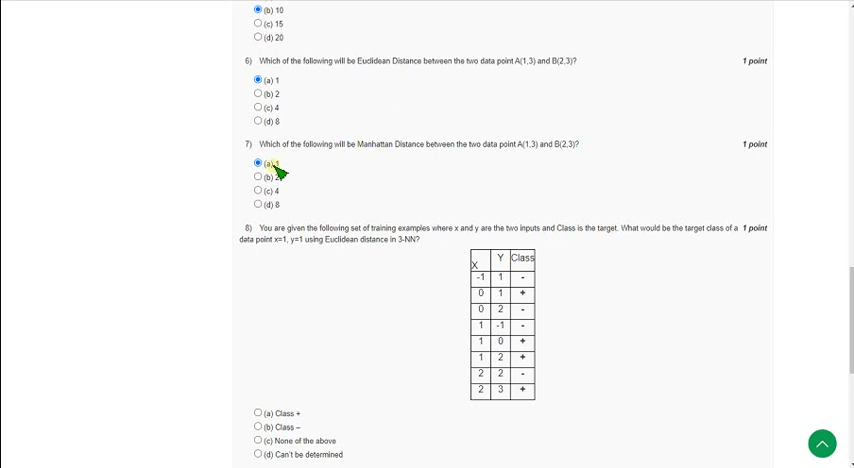 (b) 10
(c) 15
(d) 20
6) Which of the following will be Euclidean Distance between the two data point A(1,3) and B(2,3)? 1 point
(a) 1
(b) 2
(c) 4
(d) 8
7) Which of the following will be Manhattan Distance between the two data point A(1,3) and B(2,3)? 1 point
(a) 1
(b) 2
(c) 4
(d) 8
8) You are given the following set of training examples where x and y are the two inputs and Class is the target. What would be the target class of a 1 point
data point x=1, y=1 using Euclidean distance in 3-NN?
X Y Class
-1 1 -
0 1 +
0 2 -
1 -1 -
1 0 +
1 2 +
2 2 -
2 3 +
(a) Class +
(b) Class –
(c) None of the above
(d) Can't be determined